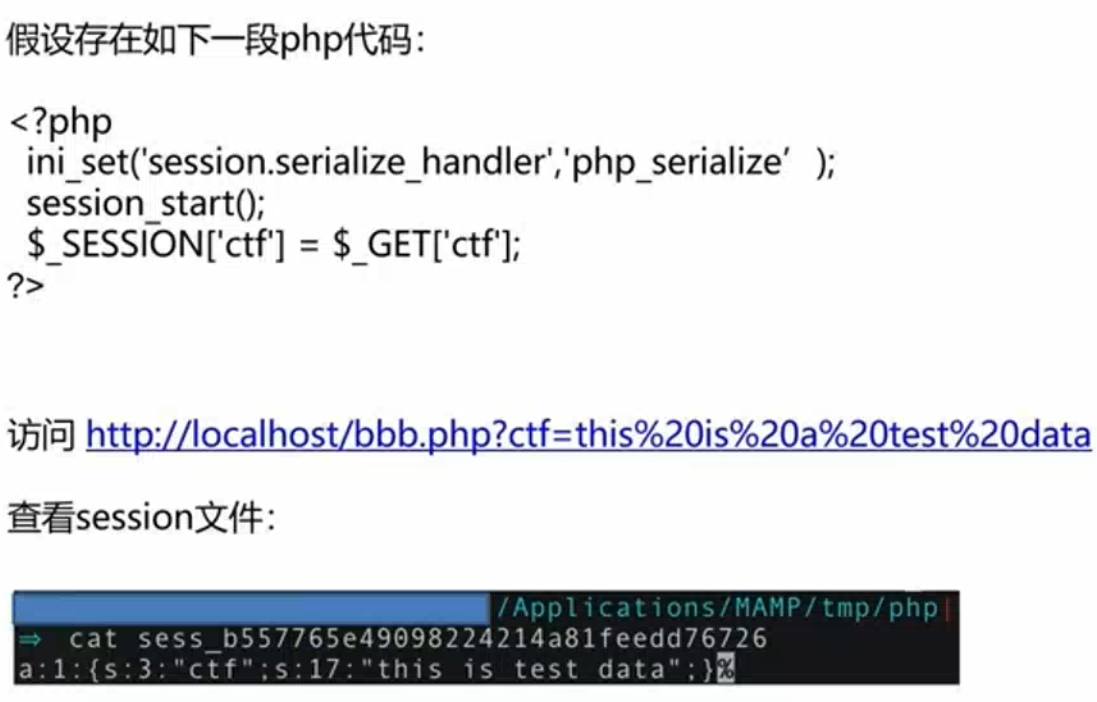 假设存在如下一段php代码：
<?php
ini_set('session.serialize_handler','php_serialize’ );
session_start();
$_SESSION['ctf'] = $_GET['ctf'];
?>
访问 http://localhost/bbb.php?ctf=this%20is%20a%20test%20data
查看session文件：
/Applications/MAMP/tmp/php
⇒ cat sess_b557765e49098224214a81feedd76726
a:1:{s:3:"ctf";s:17:"this is test data";}%